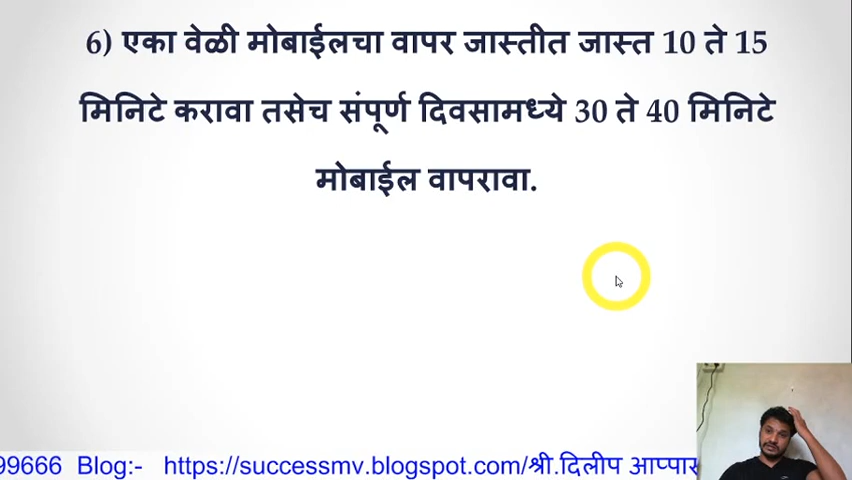 6) एका वेळी मोबाईलचा वापर जास्तीत जास्त 10 ते 15
मिनिटे करावा तसेच संपूर्ण दिवसामध्ये 30 ते 40 मिनिटे
मोबाईल वापरावा.
99666 Blog:- https://successmv.blogspot.com/श्री.दिलीप आप्पास